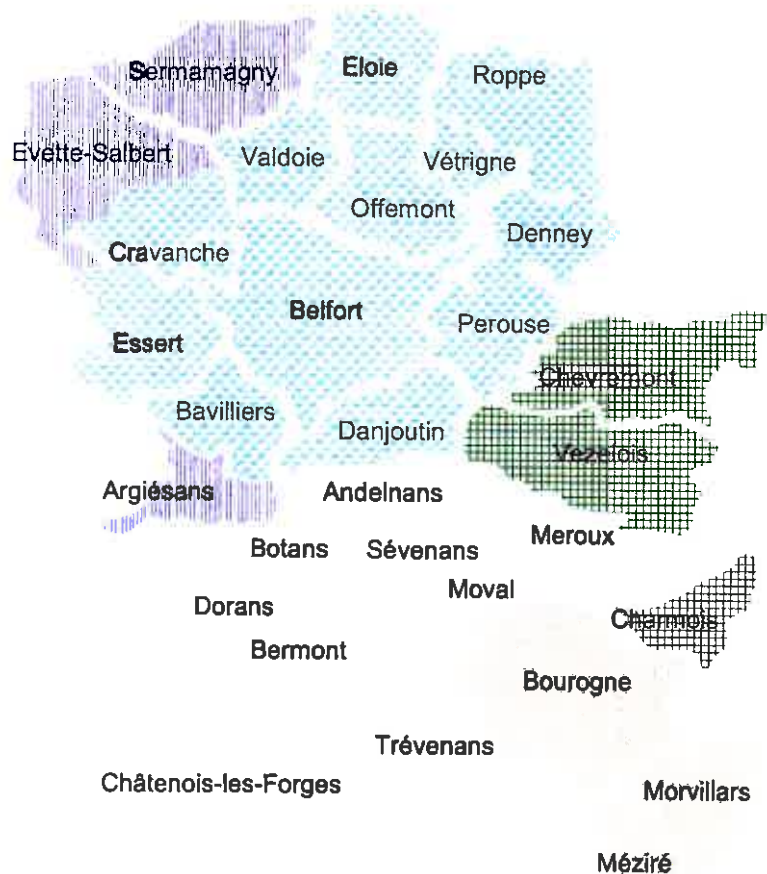 Sermamagny
Eloie
Roppe
Evette-Salbert
Valdoie
Vétrigne
Offemont
Denney
Cravanche
Belfort
Perouse
Essert
Chevremont
Bavilliers
Danjoutin
Vezelois
Argiésans
Andelnans
Meroux
Botans
Sévenans
Moval
Dorans
Charmois
Bermont
Bourogne
Trévenans
Châtenois-les-Forges
Morvillars
Méziré